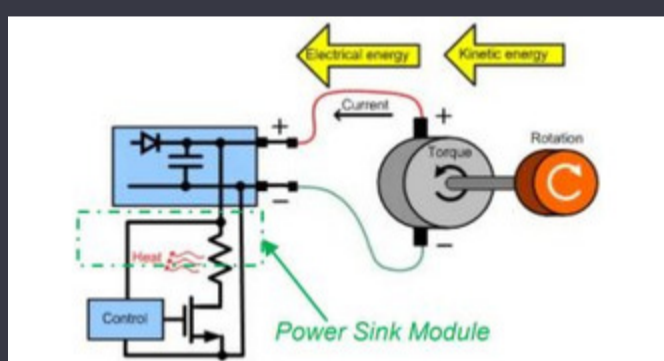 Electrical energy
Kinetic energy
Current
+
+
Rotation
Torque
−
−
Heat
Control
Power Sink Module